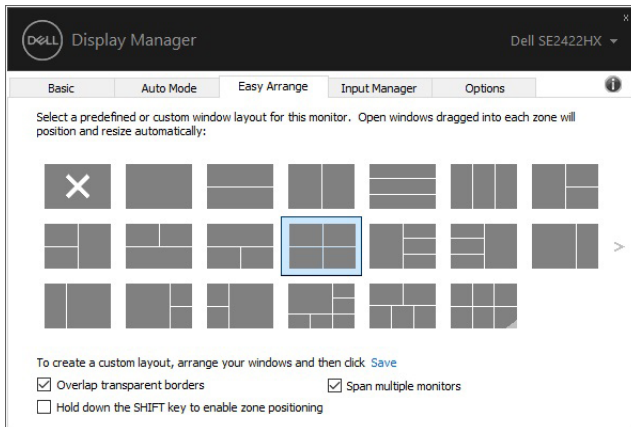 DELL Display Manager
Dell SE2422HX
Basic Auto Mode Easy Arrange Input Manager Options
Select a predefined or custom window layout for this monitor. Open windows dragged into each zone will
position and resize automatically:
To create a custom layout, arrange your windows and then click Save
Overlap transparent borders
Span multiple monitors
Hold down the SHIFT key to enable zone positioning